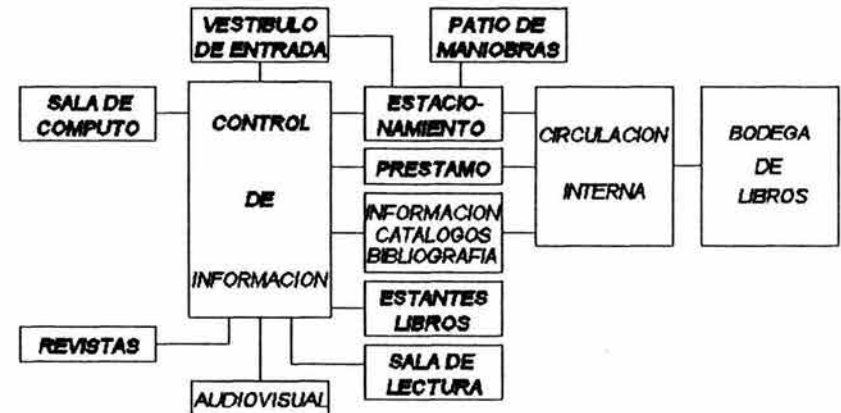 VESTIBULO
DE ENTRADA
PATIO DE
MANIOBRAS
SALA DE
COMPUTO
CONTROL
DE
INFORMACION
ESTACIO-
NAMIENTO
PRESTAMO
INFORMACION
CATALOGOS
BIBLIOGRAFIA
ESTANTES
LIBROS
SALA DE
LECTURA
CIRCULACION
INTERNA
BODEGA
DE
LIBROS
REVISTAS
AUDIOVISUAL